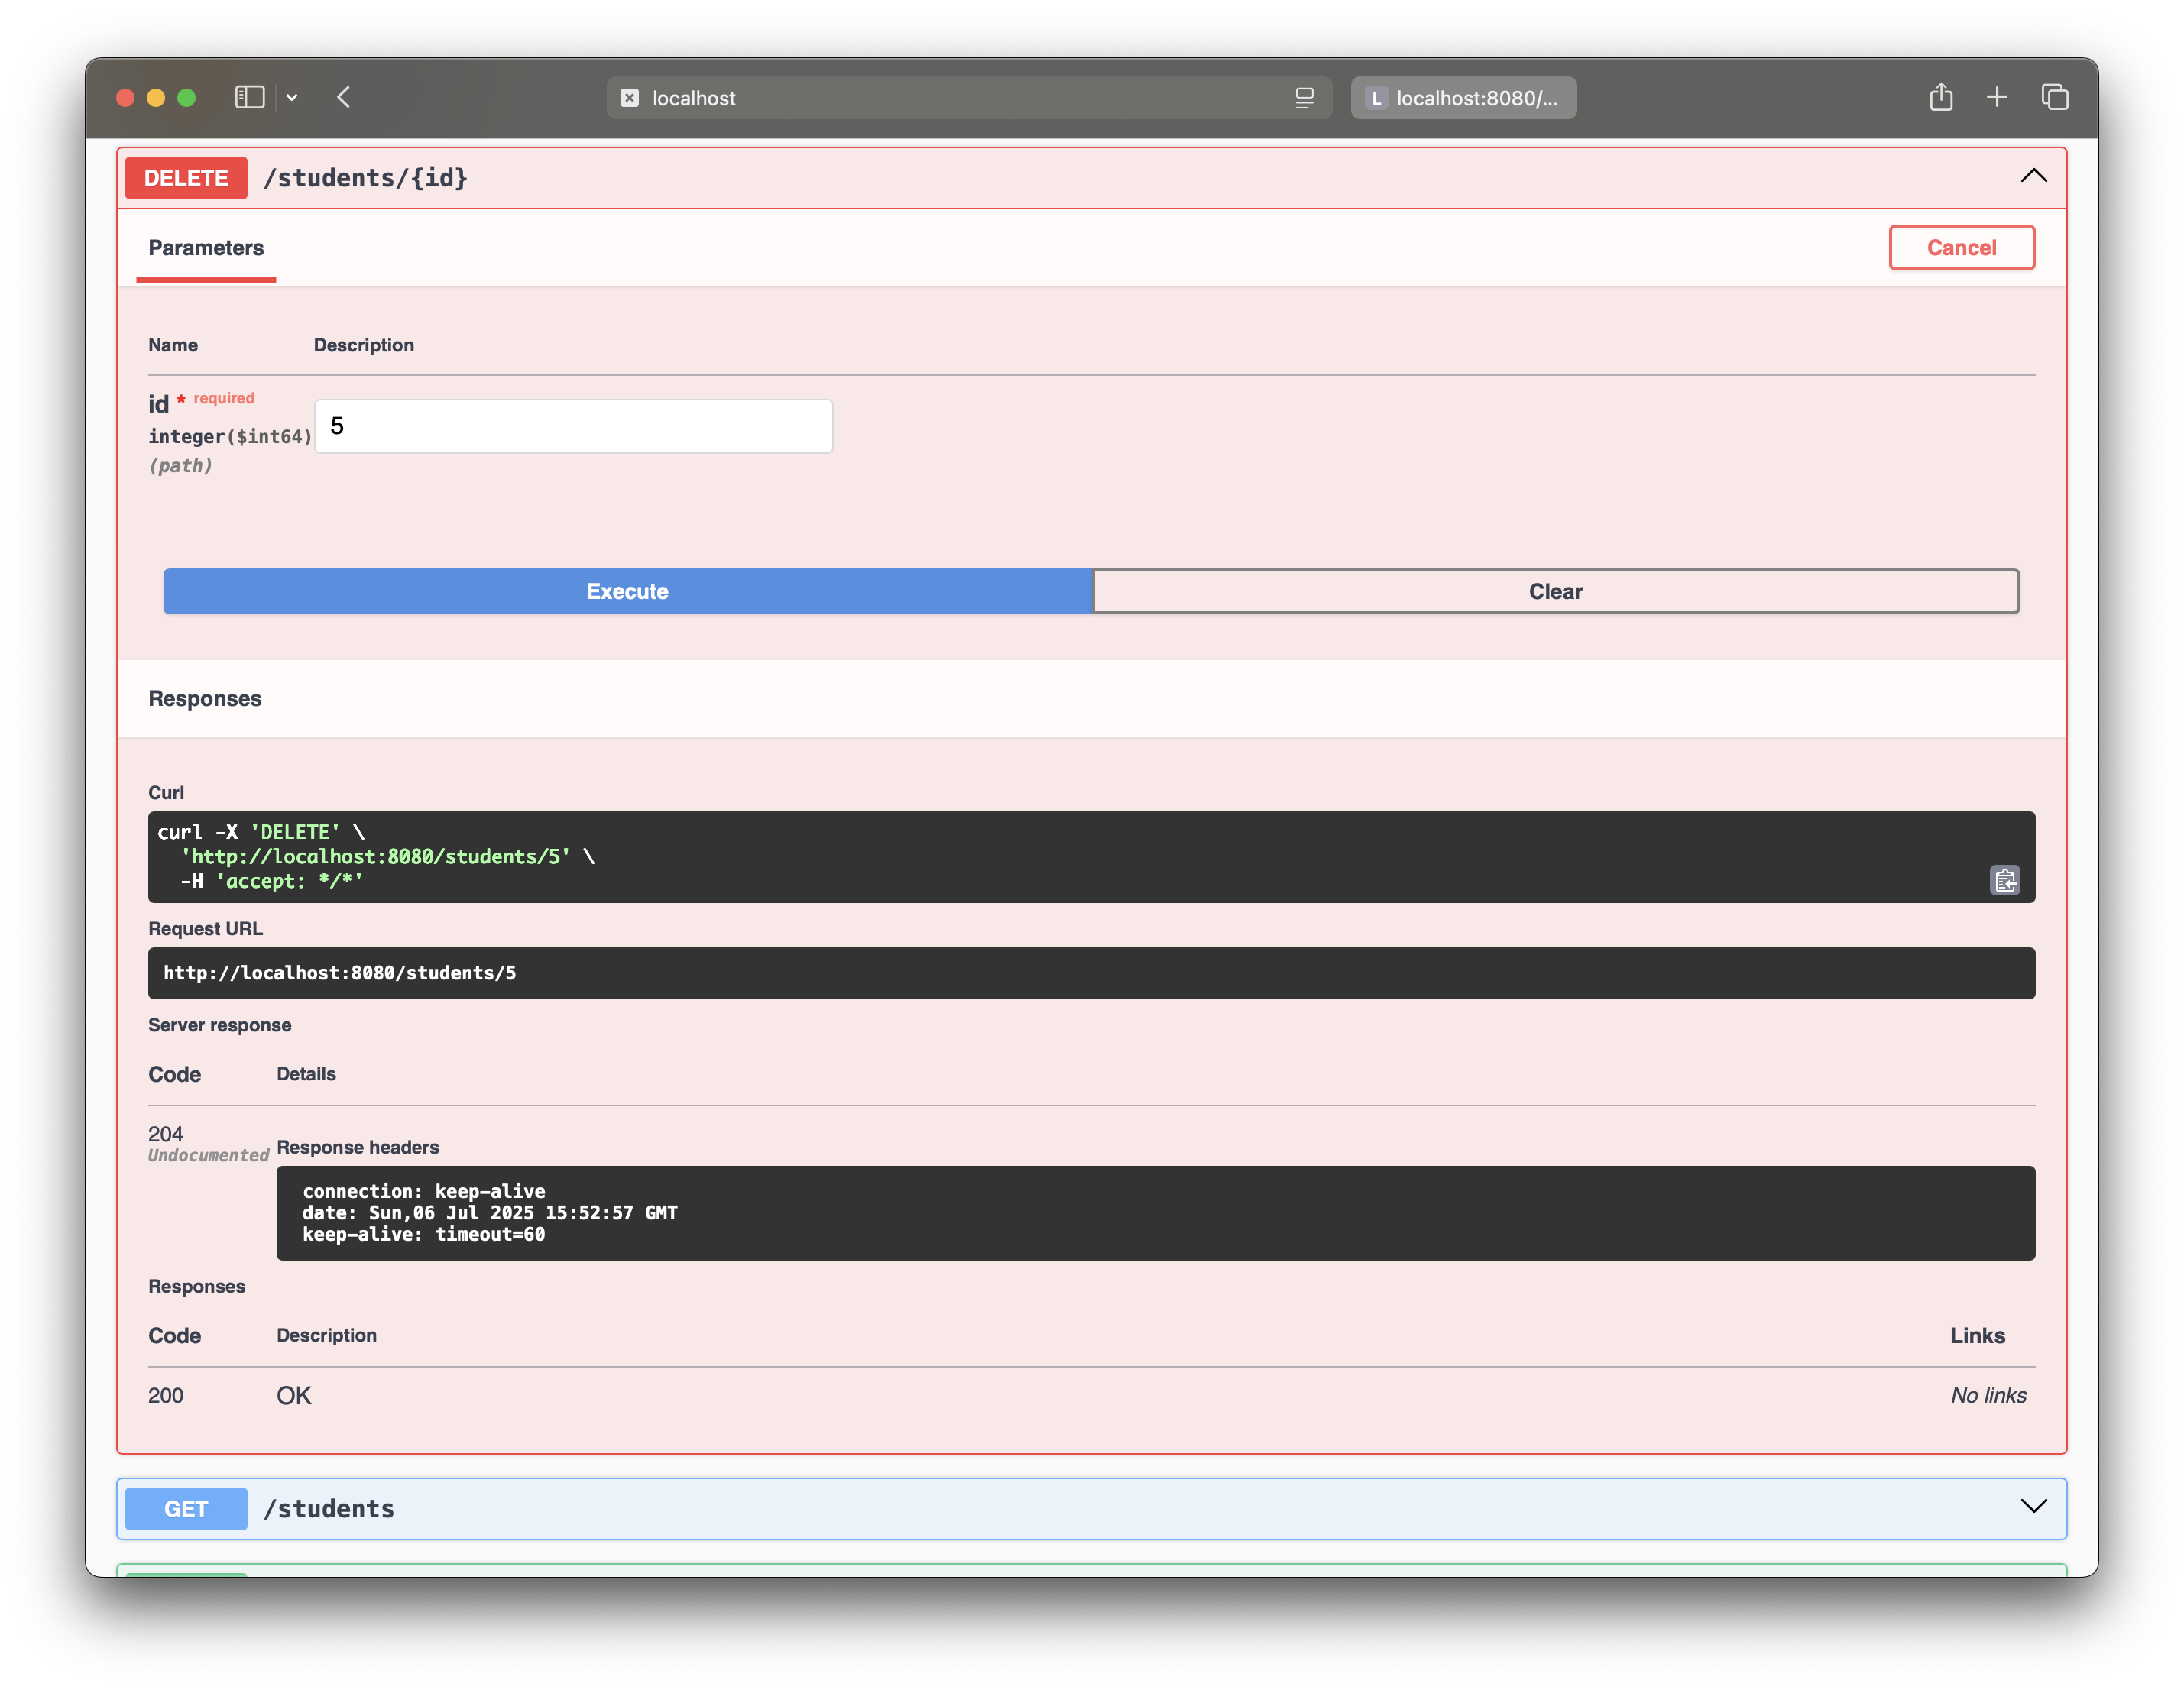 localhost
L localhost:8080/...
DELETE /students/{id}
Parameters
Cancel
Name Description
id * required
integer($int64)
(path)
5
Execute Clear
Responses
Curl
curl -X 'DELETE' \
'http://localhost:8080/students/5' \
-H 'accept: */*'
Request URL
http://localhost:8080/students/5
Server response
Code Details
204
Undocumented
Response headers
connection: keep-alive
date: Sun,06 Jul 2025 15:52:57 GMT
keep-alive: timeout=60
Responses
Code Description Links
200 OK No links
GET /students